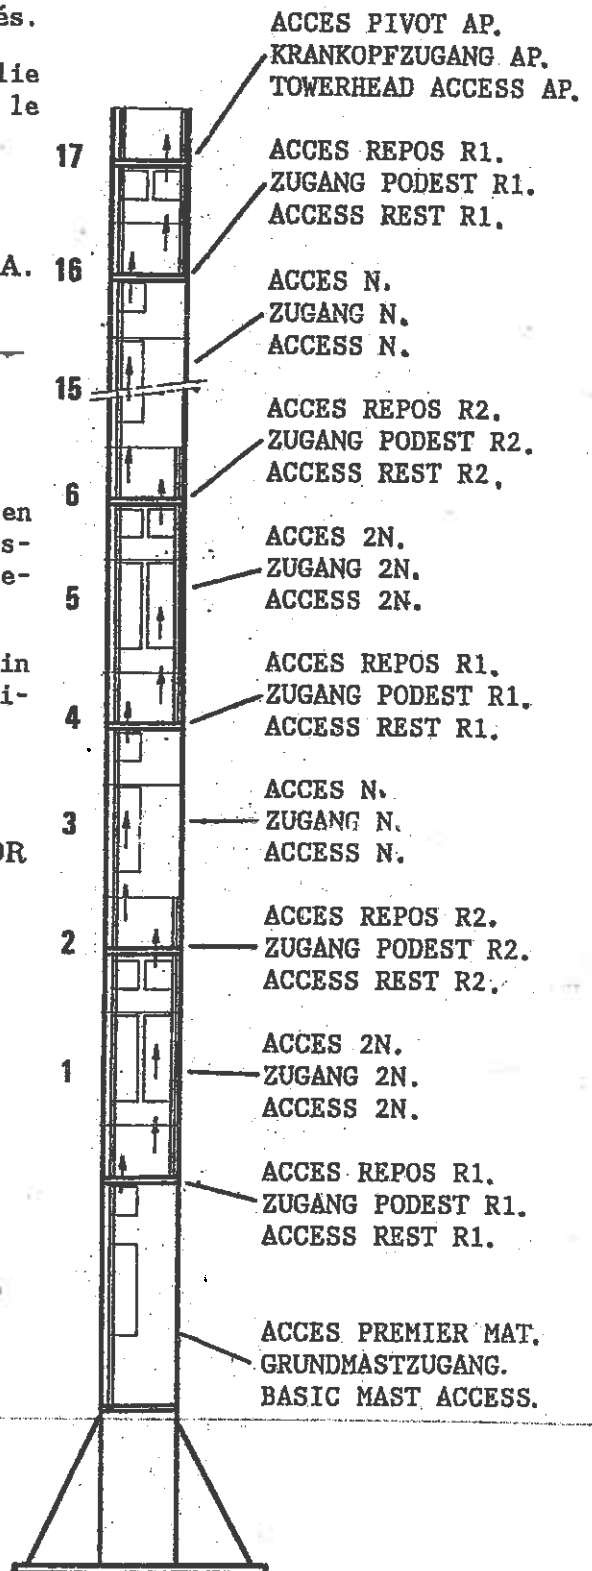 és.
lie
le
A.
en
s-
e-
in
i-
OR
17
16
15
6
5
4
3
2
1
ACCES PIVOT AP.
KRANKOPFZUGANG AP.
TOWERHEAD ACCESS AP.
ACCES REPOS R1.
ZUGANG PODEST R1.
ACCESS REST R1.
ACCES N.
ZUGANG N.
ACCESS N.
ACCES REPOS R2.
ZUGANG PODEST R2.
ACCESS REST R2.
ACCES 2N.
ZUGANG 2N.
ACCESS 2N.
ACCES REPOS R1.
ZUGANG PODEST R1.
ACCESS REST R1.
ACCES N.
ZUGANG N.
ACCESS N.
ACCES REPOS R2.
ZUGANG PODEST R2.
ACCESS REST R2.
ACCES 2N.
ZUGANG 2N.
ACCESS 2N.
ACCES REPOS R1.
ZUGANG PODEST R1.
ACCESS REST R1.
ACCES PREMIER MAT.
GRUNDMASTZUGANG.
BASIC MAST ACCESS.